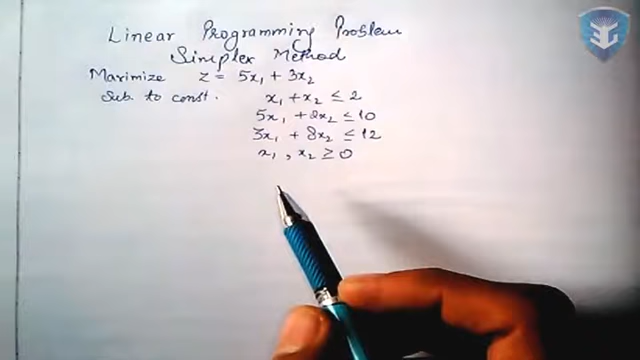 Linear Programming Problem
Simplex Method
Maximize Z = 5x₁ + 3x₂
Sub. to const. x₁ + x₂ ≤ 2
5x₁ + 2x₂ ≤ 10
3x₁ + 8x₂ ≤ 12
x₁ , x₂ ≥ 0